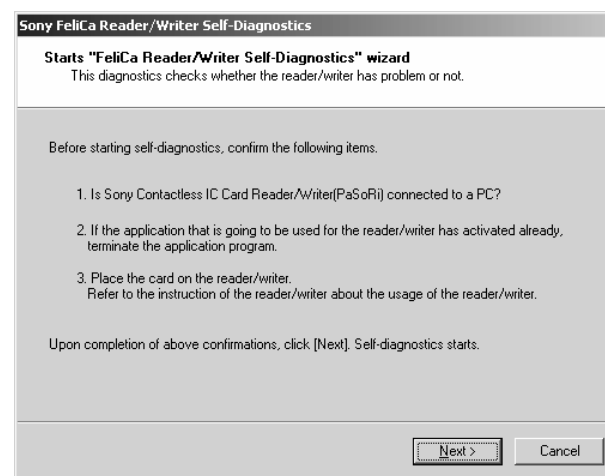 Sony FeliCa Reader/Writer Self-Diagnostics
Starts "FeliCa Reader/Writer Self-Diagnostics" wizard
This diagnostics checks whether the reader/writer has problem or not.
Before starting self-diagnostics, confirm the following items.
1. Is Sony Contactless IC Card Reader/Writer(PaSoRi) connected to a PC?
2. If the application that is going to be used for the reader/writer has activated already,
terminate the application program.
3. Place the card on the reader/writer.
Refer to the instruction of the reader/writer about the usage of the reader/writer.
Upon completion of above confirmations, click [Next]. Self-diagnostics starts.
Next > Cancel